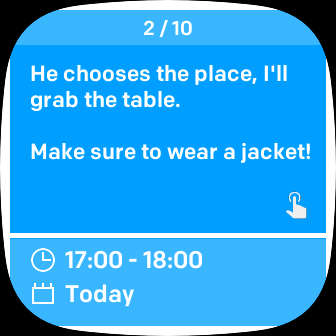 2 / 10
He chooses the place, I'll
grab the table.
Make sure to wear a jacket!
17:00 - 18:00
Today